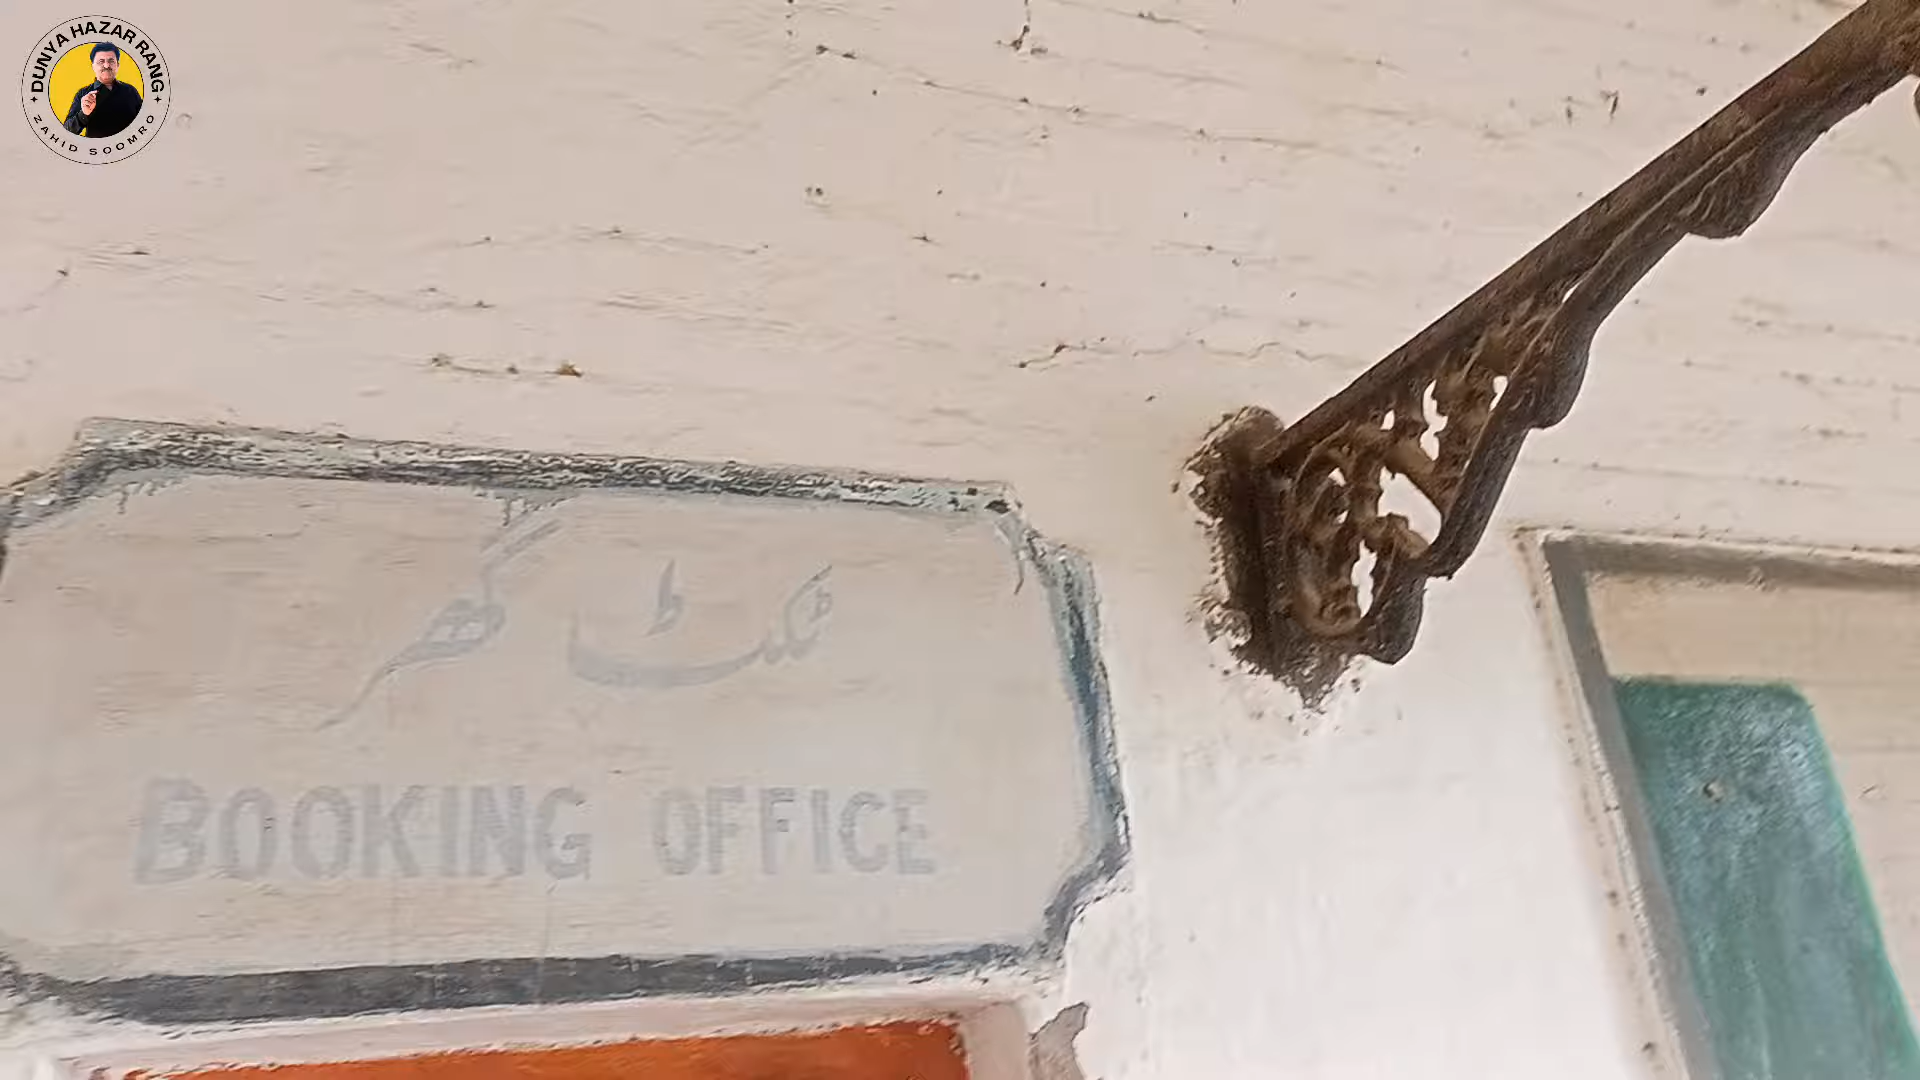 DUNYA HAZAR RANG
ZAHID SOOMRO
ٹکٹ گھر
BOOKING OFFICE